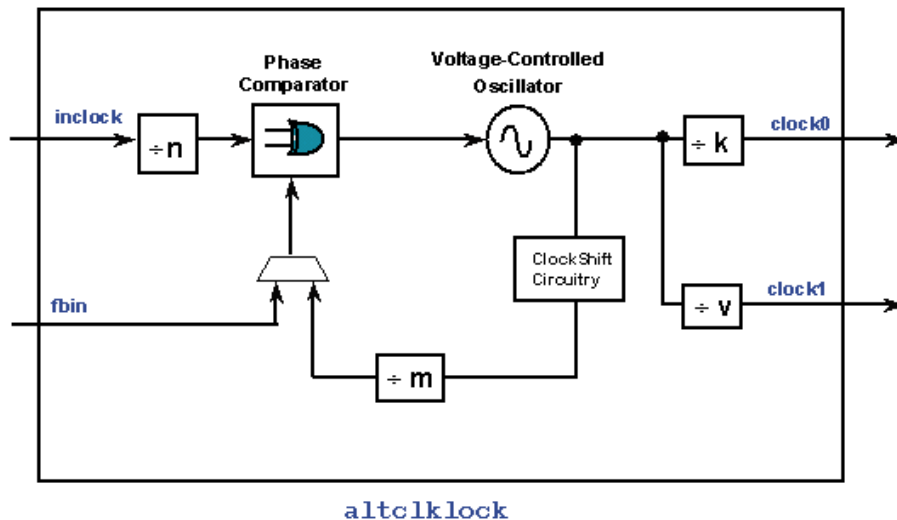 Phase
Comparator
Voltage-Controlled
Oscillator
inclock
÷n
÷ k
clock0
ClockShift
Circuitry
fbin
÷ v
clock1
÷ m
altclklock